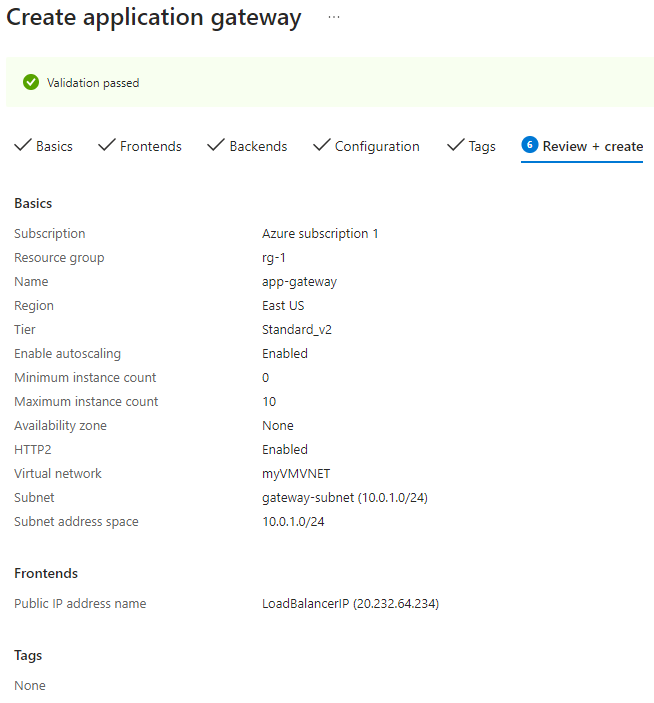 Create application gateway ...
Validation passed
Basics Frontends Backends Configuration Tags 6 Review + create
Basics
Subscription Azure subscription 1
Resource group rg-1
Name app-gateway
Region East US
Tier Standard_v2
Enable autoscaling Enabled
Minimum instance count 0
Maximum instance count 10
Availability zone None
HTTP2 Enabled
Virtual network myVMVNET
Subnet gateway-subnet (10.0.1.0/24)
Subnet address space 10.0.1.0/24
Frontends
Public IP address name LoadBalancerIP (20.232.64.234)
Tags
None